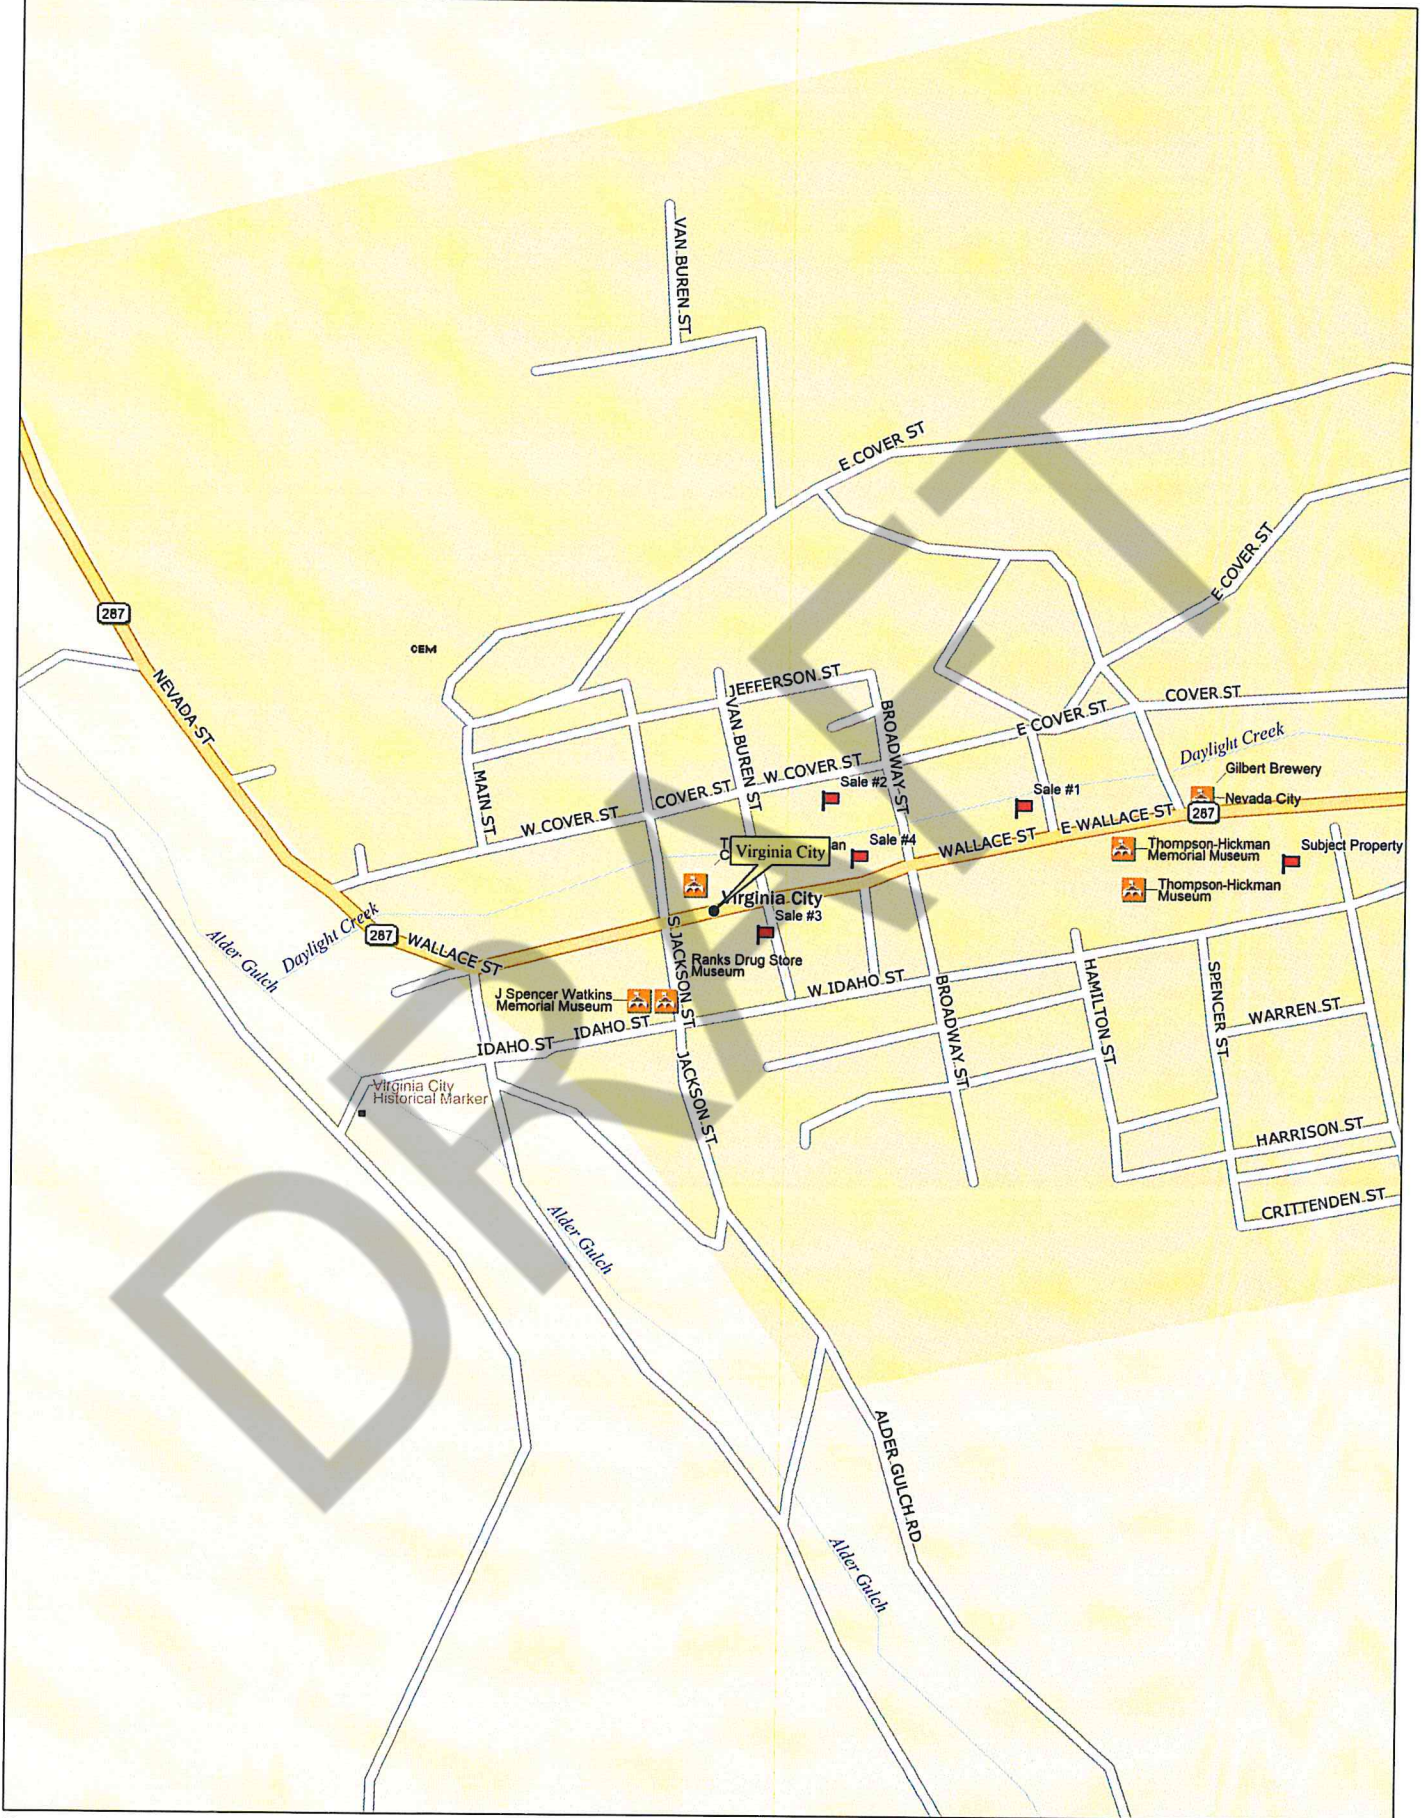 VAN BUREN ST
E COVER ST
E COVER ST
287
CEM
NEVADA ST
JEFFERSON ST
VAN BUREN ST
BROADWAY ST
E COVER ST
COVER ST
Daylight Creek
Gilbert Brewery
Nevada City
287
MAIN ST
W COVER ST
COVER ST
W COVER ST
Sale #2
Sale #1
Sale #4
WALLACE ST
E WALLACE ST
Thompson-Hickman
Memorial Museum
Subject Property
Thompson-Hickman
Museum
Virginia City
Virginia City
Sale #3
Daylight Creek
Alder Gulch
287
WALLACE ST
S JACKSON ST
Ranks Drug Store
Museum
J Spencer Watkins
Memorial Museum
W IDAHO ST
IDAHO ST
IDAHO ST
BROADWAY ST
HAMILTON ST
SPENCER ST
WARREN ST
JACKSON ST
Virginia City
Historical Marker
HARRISON ST
CRITTENDEN ST
Alder Gulch
ALDER GULCH RD
Alder Gulch
DRAFT